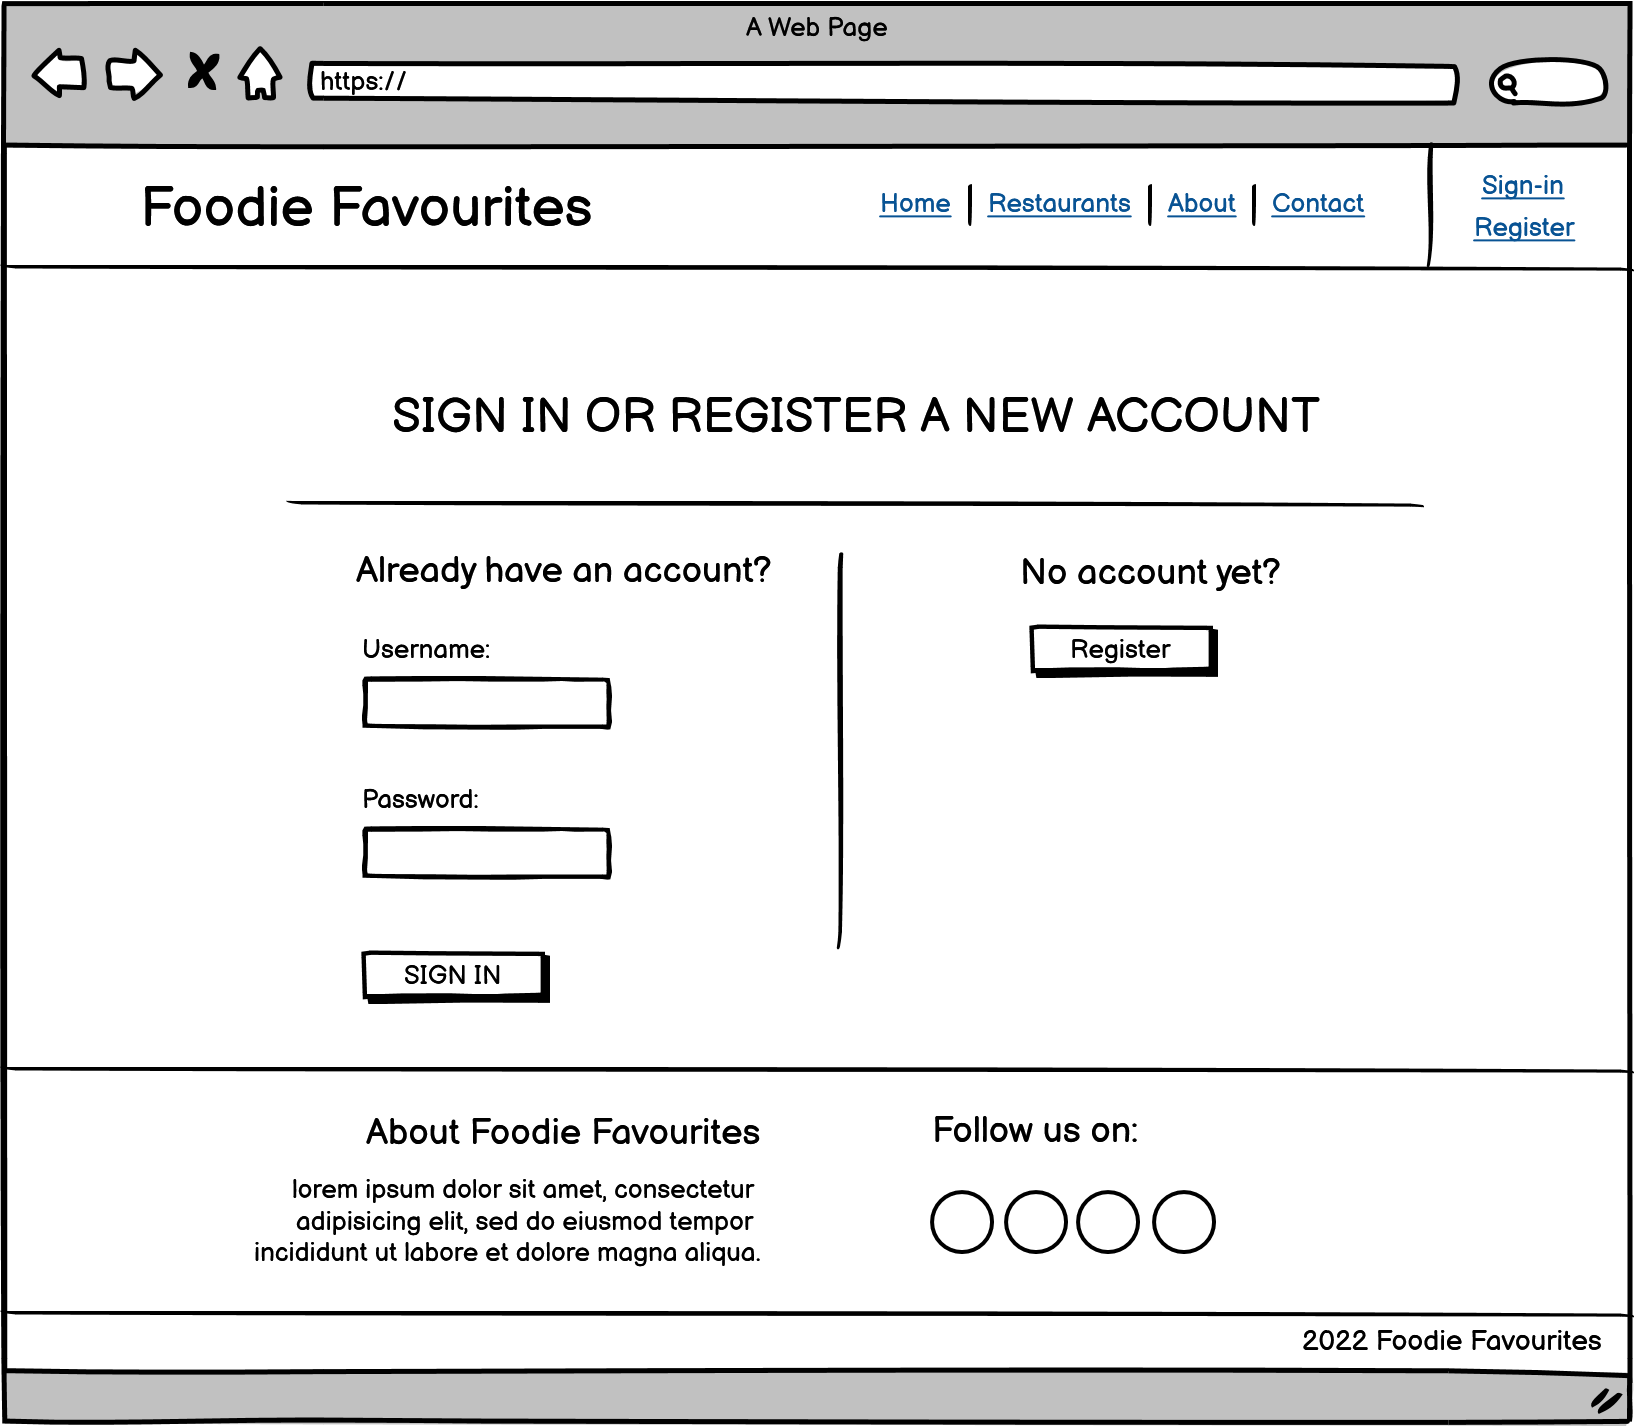 A Web Page
https://
Foodie Favourites
Home
Restaurants
About
Contact
Sign-in
Register
SIGN IN OR REGISTER A NEW ACCOUNT
Already have an account?
Username:
Password:
SIGN IN
No account yet?
Register
About Foodie Favourites
lorem ipsum dolor sit amet, consectetur
adipisicing elit, sed do eiusmod tempor
incididunt ut labore et dolore magna aliqua.
Follow us on:
2022 Foodie Favourites